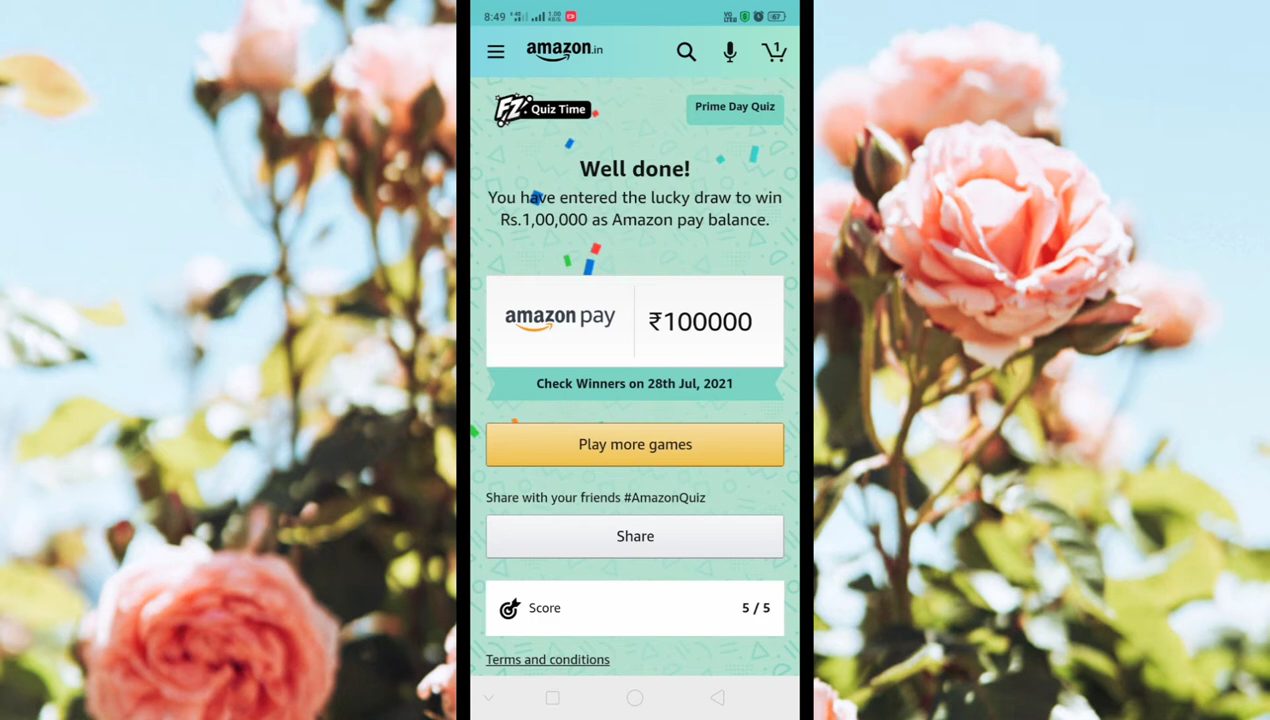 8:49
amazon.in
1
FZ Quiz Time
Prime Day Quiz
Well done!
You have entered the lucky draw to win
Rs.1,00,000 as Amazon pay balance.
amazon pay
₹100000
Check Winners on 28th Jul, 2021
Play more games
Share with your friends #AmazonQuiz
Share
Score
5 / 5
Terms and conditions